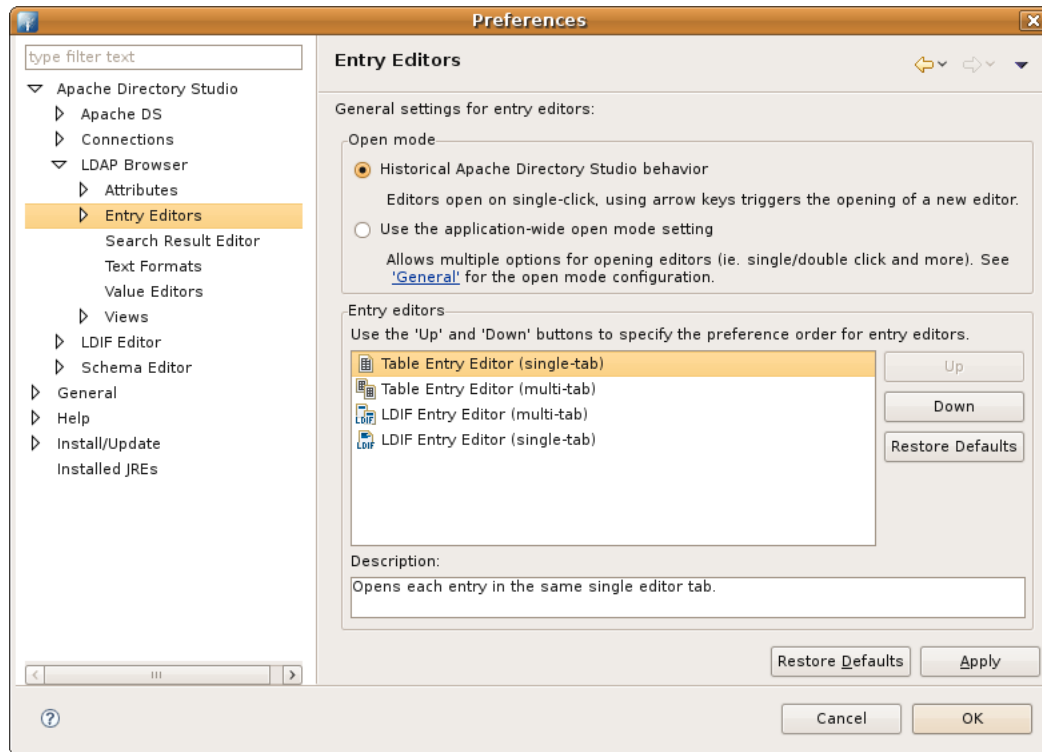 Preferences
type filter text
Apache Directory Studio
Apache DS
Connections
LDAP Browser
Attributes
Entry Editors
Search Result Editor
Text Formats
Value Editors
Views
LDIF Editor
Schema Editor
General
Help
Install/Update
Installed JREs
Entry Editors
General settings for entry editors:
Open mode
Historical Apache Directory Studio behavior
Editors open on single-click, using arrow keys triggers the opening of a new editor.
Use the application-wide open mode setting
Allows multiple options for opening editors (ie. single/double click and more). See
'General' for the open mode configuration.
Entry editors
Use the 'Up' and 'Down' buttons to specify the preference order for entry editors.
Table Entry Editor (single-tab)
Table Entry Editor (multi-tab)
LDIF Entry Editor (multi-tab)
LDIF Entry Editor (single-tab)
Up
Down
Restore Defaults
Description:
Opens each entry in the same single editor tab.
Restore Defaults
Apply
Cancel
OK